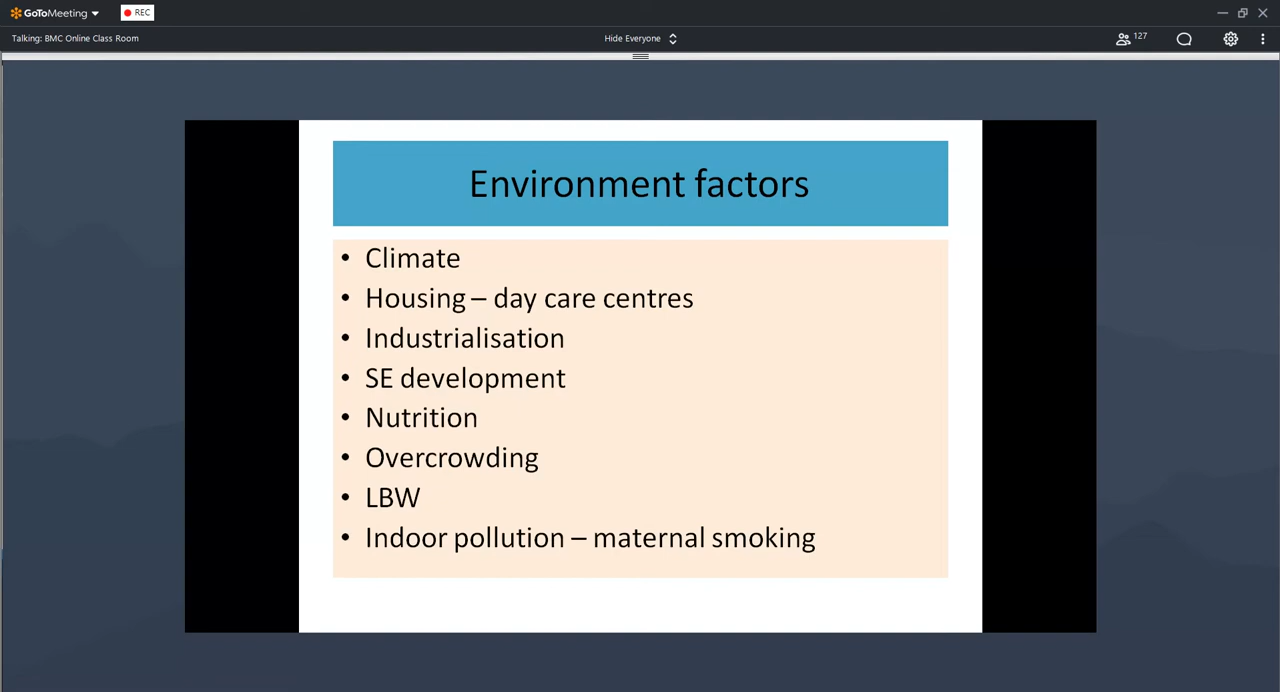 GoToMeeting
REC
Talking: BMC Online Class Room
Hide Everyone
127
Environment factors
• Climate
• Housing – day care centres
• Industrialisation
• SE development
• Nutrition
• Overcrowding
• LBW
• Indoor pollution – maternal smoking